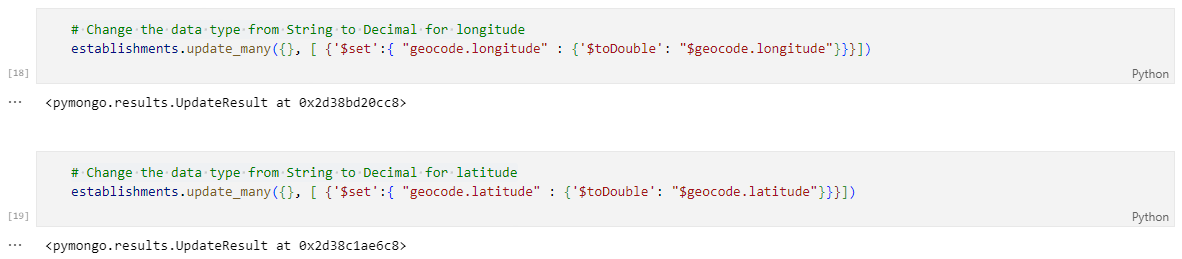 # Change the data type from String to Decimal for longitude
establishments.update_many({}, [ {'$set':{ "geocode.longitude" : {'$toDouble': "$geocode.longitude"}}}])
[18]
Python
... <pymongo.results.UpdateResult at 0x2d38bd20cc8>
# Change the data type from String to Decimal for latitude
establishments.update_many({}, [ {'$set':{ "geocode.latitude" : {'$toDouble': "$geocode.latitude"}}}])
[19]
Python
... <pymongo.results.UpdateResult at 0x2d38c1ae6c8>